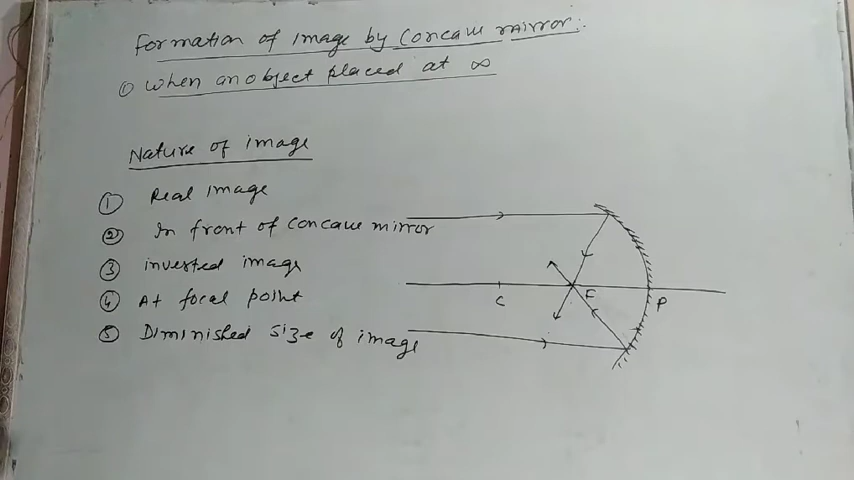 Formation of image by concave mirror:.
① When an object placed at ∞
Nature of image
① Real image
② In front of concave mirror
③ inverted image
④ At focal point
⑤ Diminished size of image
C F P